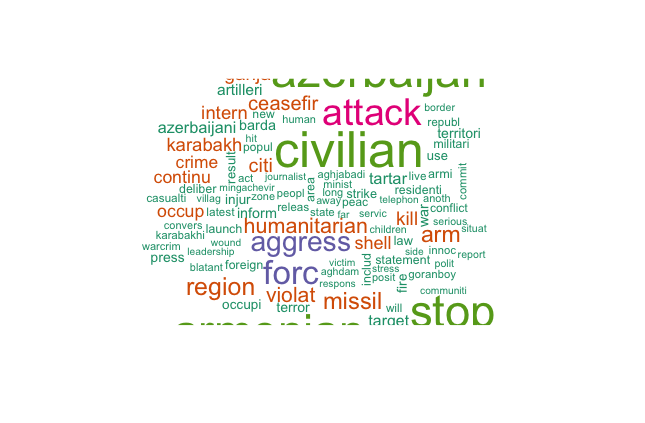 ganja
azerbaijan
artilleri
ceasefir
intern
new
attack
border
human
republ
azerbaijani
barda
territori
hit
karabakh
popul
civilian
militari
result
use
crime
citi
act
journalist
area
aghjabadi
tartar
live
armi
commit
continu
deliber
mingachevir
minist
residenti
casualti
villag
injur
zone
peopl
long
strike
telephon
anoth
away
peac
occup
latest
inform
releas
state
far
servic
kill
war
conflict
serious
convers
launch
humanitarian
children
arm
situat
karabakhi
warcrim
wound
aggress
shell
law
side
innoc
leadership
report
press
statement
blatant
foreign
forc
victim
includ
stress
polit
aghdam
posit
goranboy
respons
fire
region
violat
missil
communiti
occupi
terror
will
stop
armenian
target